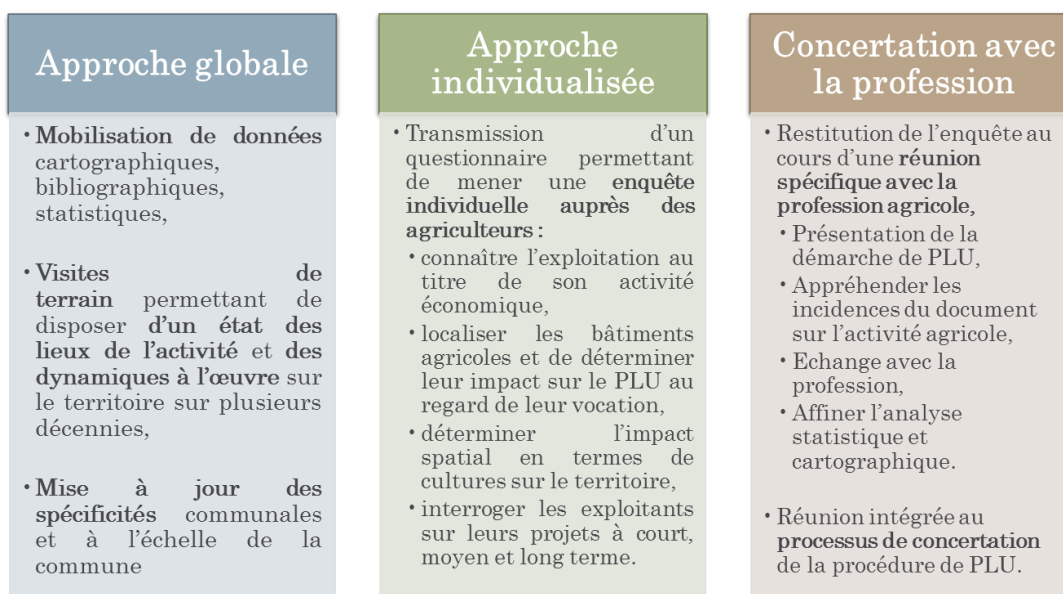 Approche globale
• Mobilisation de données
cartographiques,
bibliographiques,
statistiques,
• Visites de
terrain permettant de
disposer d'un état des
lieux de l'activité et des
dynamiques à l'œuvre sur
le territoire sur plusieurs
décennies,
• Mise à jour des
spécificités communales
et à l'échelle de la
commune
Approche
individualisée
• Transmission d'un
questionnaire permettant
de mener une enquête
individuelle auprès des
agriculteurs :
• connaître l'exploitation au
titre de son activité
économique,
• localiser les bâtiments
agricoles et de déterminer
leur impact sur le PLU au
regard de leur vocation,
• déterminer l'impact
spatial en termes de
cultures sur le territoire,
• interroger les exploitants
sur leurs projets à court,
moyen et long terme.
Concertation avec
la profession
• Restitution de l'enquête au
cours d'une réunion
spécifique avec la
profession agricole,
• Présentation de la
démarche de PLU,
• Appréhender les
incidences du document
sur l'activité agricole,
• Echange avec la
profession,
• Affiner l'analyse
statistique et
cartographique.
• Réunion intégrée au
processus de concertation
de la procédure de PLU.